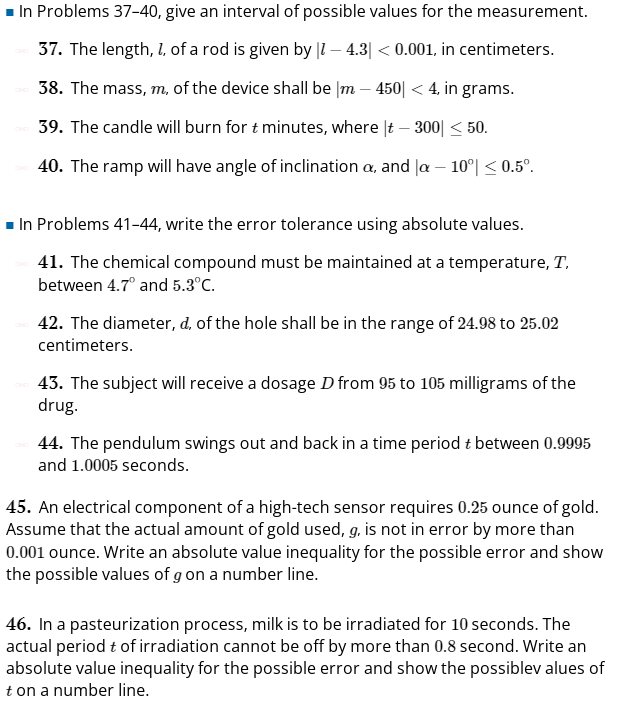 In Problems 37–40, give an interval of possible values for the measurement.
37. The length, l, of a rod is given by |l − 4.3| < 0.001, in centimeters.
38. The mass, m, of the device shall be |m − 450| < 4, in grams.
39. The candle will burn for t minutes, where |t − 300| ≤ 50.
40. The ramp will have angle of inclination α, and |α − 10°| ≤ 0.5°.
In Problems 41–44, write the error tolerance using absolute values.
41. The chemical compound must be maintained at a temperature, T,
between 4.7° and 5.3°C.
42. The diameter, d, of the hole shall be in the range of 24.98 to 25.02
centimeters.
43. The subject will receive a dosage D from 95 to 105 milligrams of the
drug.
44. The pendulum swings out and back in a time period t between 0.9995
and 1.0005 seconds.
45. An electrical component of a high-tech sensor requires 0.25 ounce of gold.
Assume that the actual amount of gold used, g, is not in error by more than
0.001 ounce. Write an absolute value inequality for the possible error and show
the possible values of g on a number line.
46. In a pasteurization process, milk is to be irradiated for 10 seconds. The
actual period t of irradiation cannot be off by more than 0.8 second. Write an
absolute value inequality for the possible error and show the possiblev alues of
t on a number line.